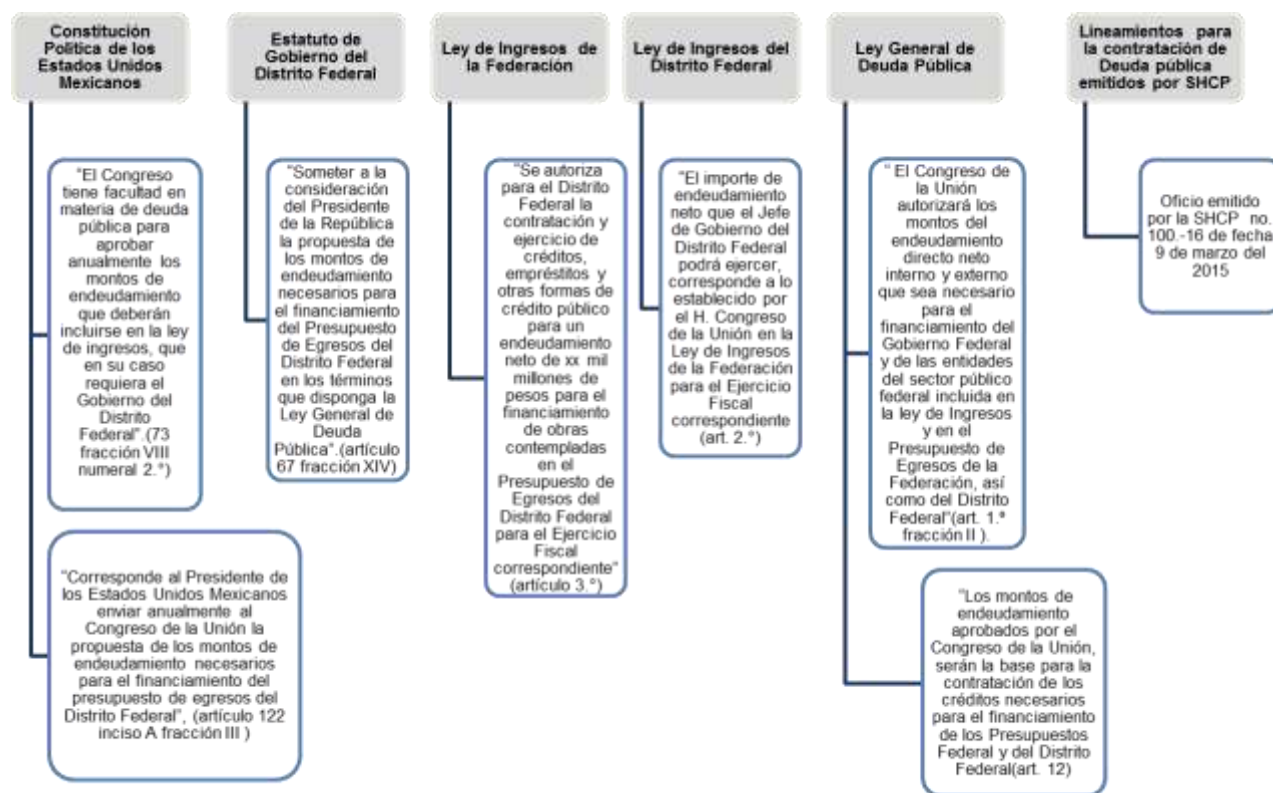 Constitución
Política de los
Estados Unidos
Mexicanos
"El Congreso
tiene facultad en
materia de deuda
pública para
aprobar
anualmente los
montos de
endeudamiento
que deberán
incluirse en la ley
de ingresos, que
en su caso
requiera el
Gobierno del
Distrito
Federal".(73
fracción VIII
numeral 2.°)
"Corresponde al Presidente de
los Estados Unidos Mexicanos
enviar anualmente al
Congreso de la Unión la
propuesta de los montos de
endeudamiento necesarios
para el financiamiento del
presupuesto de egresos del
Distrito Federal", (artículo 122
inciso A fracción III )
Estatuto de
Gobierno del
Distrito Federal
"Someter a la
consideración
del Presidente
de la República
la propuesta de
los montos de
endeudamiento
necesarios para
el financiamiento
del Presupuesto
de Egresos del
Distrito Federal
en los términos
que disponga la
Ley General de
Deuda
Pública".(artículo
67 fracción XIV)
Ley de Ingresos de
la Federación
"Se autoriza
para el Distrito
Federal la
contratación y
ejercicio de
créditos,
empréstitos y
otras formas de
crédito público
para un
endeudamiento
neto de xx mil
millones de
pesos para el
financiamiento
de obras
contempladas
en el
Presupuesto de
Egresos del
Distrito Federal
para el Ejercicio
Fiscal
correspondiente"
(artículo 3.°)
Ley de Ingresos del
Distrito Federal
"El importe de
endeudamiento
neto que el Jefe
de Gobierno del
Distrito Federal
podrá ejercer,
corresponde a lo
establecido por
el H. Congreso
de la Unión en la
Ley de Ingresos
de la Federación
para el Ejercicio
Fiscal
correspondiente
(art. 2.°)
Ley General de
Deuda Pública
" El Congreso de
la Unión
autorizará los
montos del
endeudamiento
directo neto
interno y externo
que sea necesario
para el
financiamiento del
Gobierno Federal
y de las entidades
del sector público
federal incluida en
la ley de Ingresos
y en el
Presupuesto de
Egresos de la
Federación, así
como del Distrito
Federal"(art. 1.ª
fracción II ).
"Los montos de
endeudamiento
aprobados por el
Congreso de la Unión,
serán la base para la
contratación de los
créditos necesarios
para el financiamiento
de los Presupuestos
Federal y del Distrito
Federal(art. 12)
Lineamientos para
la contratación de
Deuda pública
emitidos por SHCP
Oficio emitido
por la SHCP no.
100.-16 de fecha
9 de marzo del
2015